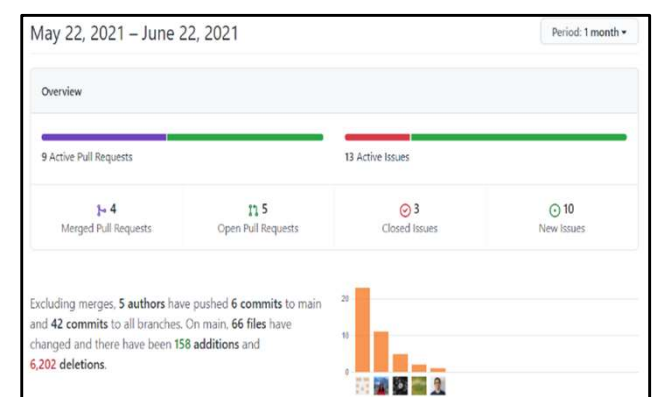 May 22, 2021 – June 22, 2021
Period: 1 month
Overview
9 Active Pull Requests
13 Active Issues
4
Merged Pull Requests
5
Open Pull Requests
3
Closed Issues
10
New Issues
Excluding merges, 5 authors have pushed 6 commits to main
and 42 commits to all branches. On main, 66 files have
changed and there have been 158 additions and
6,202 deletions.
20
10
0